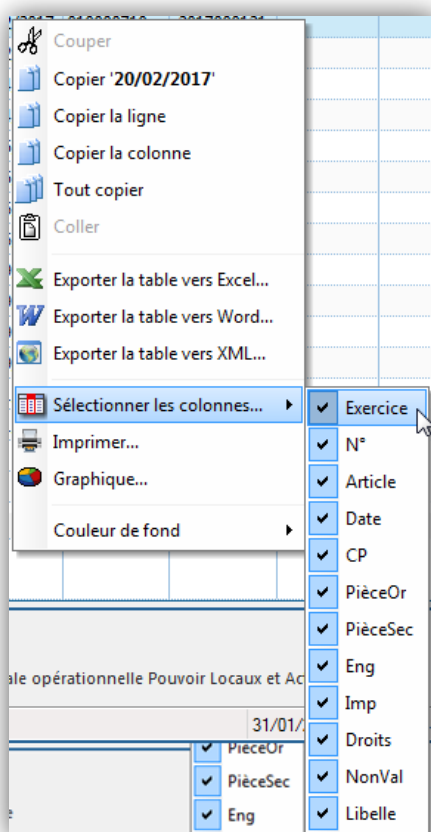 Couper
Copier '20/02/2017'
Copier la ligne
Copier la colonne
Tout copier
Coller
Exporter la table vers Excel...
Exporter la table vers Word...
Exporter la table vers XML...
Sélectionner les colonnes...
Imprimer...
Graphique...
Couleur de fond
Exercice
N°
Article
Date
CP
PièceOr
PièceSec
Eng
Imp
Droits
NonVal
Libelle
ale opérationnelle Pouvoir Locaux et Ac
31/01/
PièceOr
PièceSec
Eng